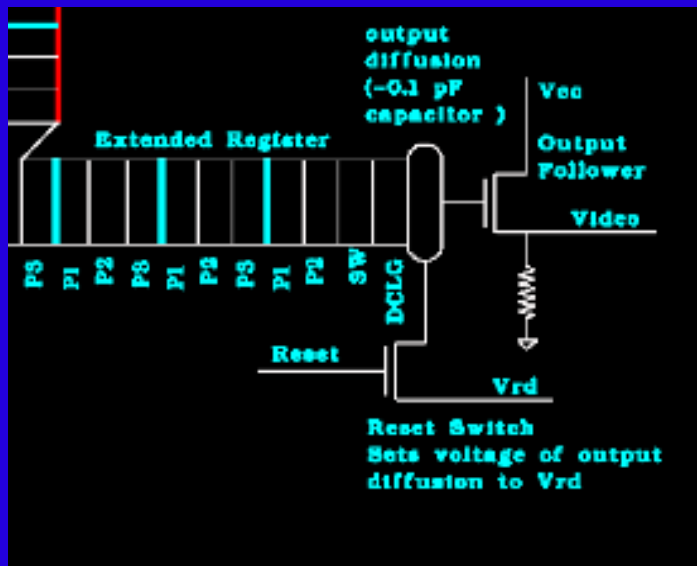 output
diffusion
(~0.1 pF
capacitor )
Vcc
Extended Register
Output
Follower
Video
P3
P1
P2
P3
P1
P2
P3
P1
P2
SW
DCLG
Reset
Vrd
Reset Switch
Sets voltage of output
diffusion to Vrd